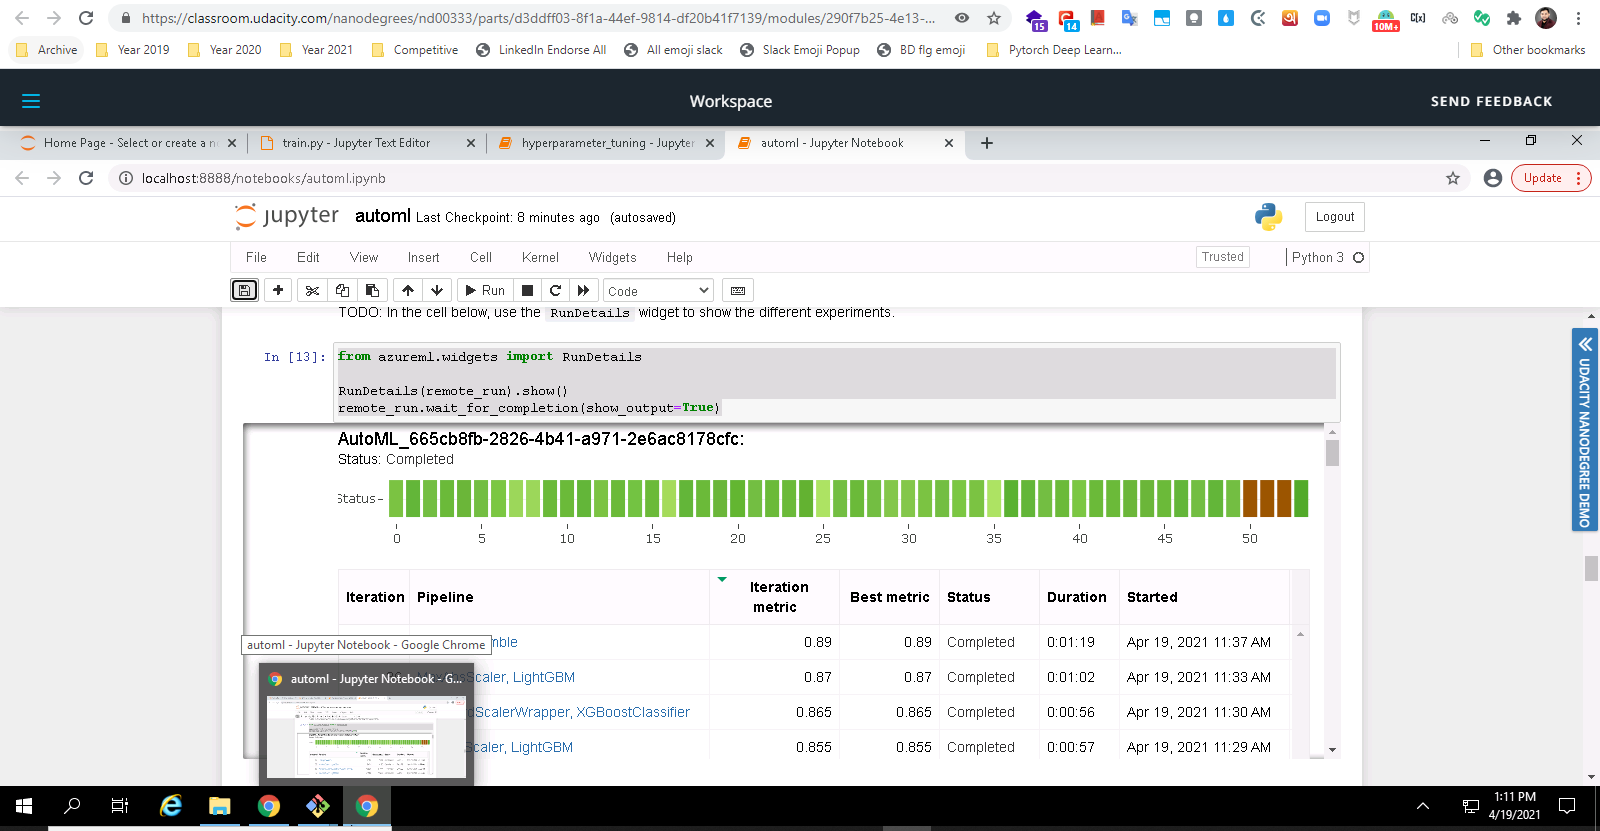 https://classroom.udacity.com/nanodegrees/nd00333/parts/d3ddff03-8f1a-44ef-9814-df20b41f7139/modules/290f7b25-4e13-...
15
14
10M+
Archive
Year 2019
Year 2020
Year 2021
Competitive
LinkedIn Endorse All
All emoji slack
Slack Emoji Popup
BD flg emoji
Pytorch Deep Learn...
Other bookmarks
Workspace
SEND FEEDBACK
Home Page - Select or create a n
train.py - Jupyter Text Editor
hyperparameter_tuning - Jupyter
automl - Jupyter Notebook
localhost:8888/notebooks/automl.ipynb
Update
jupyter automl Last Checkpoint: 8 minutes ago (autosaved)
Logout
File Edit View Insert Cell Kernel Widgets Help
Trusted
Python 3
Run
Code
TODO: In the cell below, use the RunDetails widget to show the different experiments.
In [13]:
from azureml.widgets import RunDetails
RunDetails(remote_run).show()
remote_run.wait_for_completion(show_output=True)
AutoML_665cb8fb-2826-4b41-a971-2e6ac8178cfc:
Status: Completed
Status
0 5 10 15 20 25 30 35 40 45 50
Iteration Pipeline Iteration metric Best metric Status Duration Started
mble 0.89 0.89 Completed 0:01:19 Apr 19, 2021 11:37 AM
Scaler, LightGBM 0.87 0.87 Completed 0:01:02 Apr 19, 2021 11:33 AM
dScalerWrapper, XGBoostClassifier 0.865 0.865 Completed 0:00:56 Apr 19, 2021 11:30 AM
Scaler, LightGBM 0.855 0.855 Completed 0:00:57 Apr 19, 2021 11:29 AM
automl - Jupyter Notebook - Google Chrome
automl - Jupyter Notebook - G...
UDACITY NANODEGREE DEMO
1:11 PM
4/19/2021